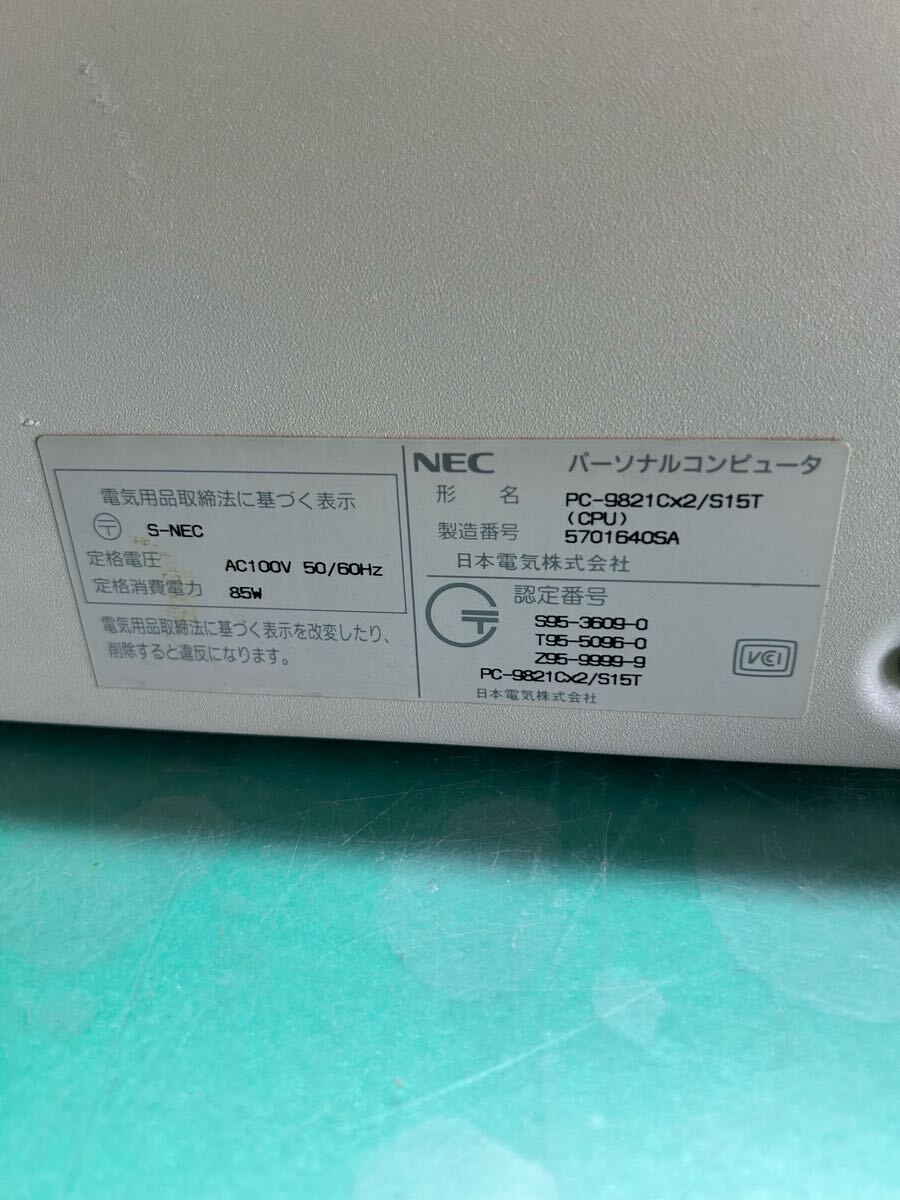 電気用品取締法に基づく表示
〒 S-NEC
定格電圧 AC100V 50/60Hz
定格消費電力 85W
電気用品取締法に基づく表示を改変したり、
削除すると違反になります。
NEC パーソナルコンピュータ
形 名 PC-9821Cx2/S15T
(CPU)
製造番号 5701640SA
日本電気株式会社
〒 認定番号
S95-3609-0
T95-5096-0
Z95-9999-9
PC-9821Cx2/S15T
日本電気株式会社
VCCI